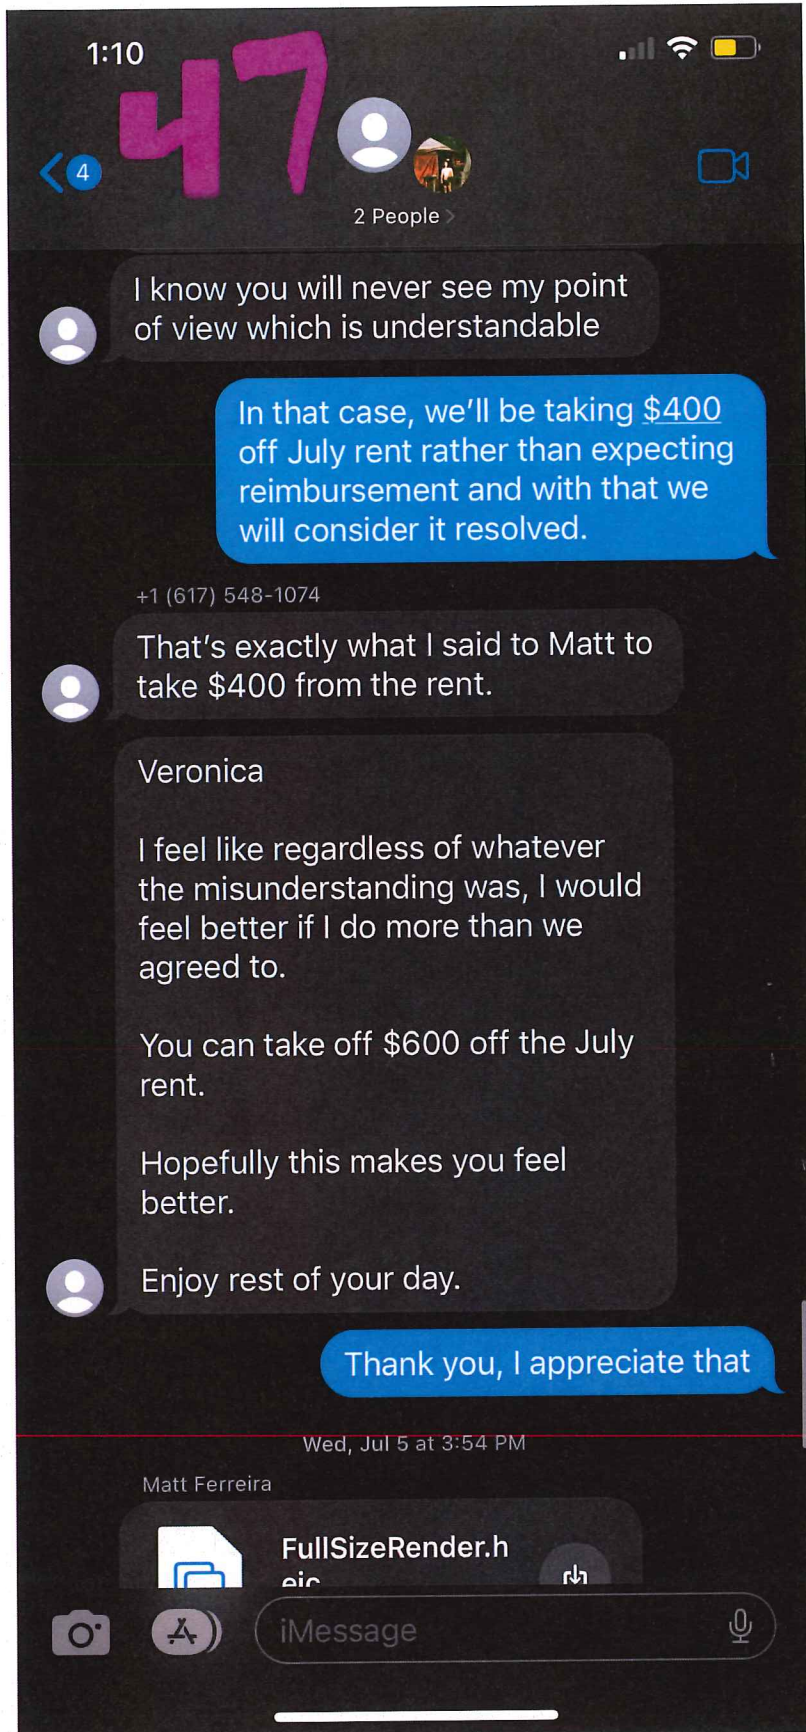 1:10
47
4
2 People
I know you will never see my point
of view which is understandable
In that case, we'll be taking $400
off July rent rather than expecting
reimbursement and with that we
will consider it resolved.
+1 (617) 548-1074
That's exactly what I said to Matt to
take $400 from the rent.
Veronica
I feel like regardless of whatever
the misunderstanding was, I would
feel better if I do more than we
agreed to.
You can take off $600 off the July
rent.
Hopefully this makes you feel
better.
Enjoy rest of your day.
Thank you, I appreciate that
Wed, Jul 5 at 3:54 PM
Matt Ferreira
FullSizeRender.h
eic
iMessage